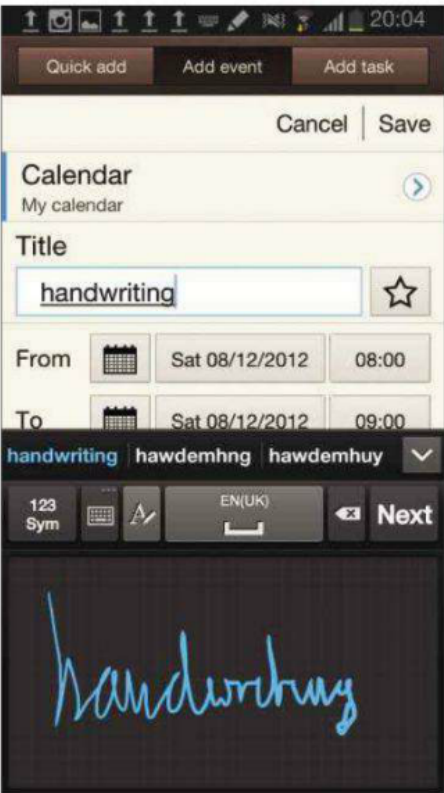 20:04
Quick add Add event Add task
Cancel Save
Calendar
My calendar
Title
handwriting
From Sat 08/12/2012 08:00
To Sat 08/12/2012 09:00
handwriting hawdemhng hawdemhuy
123 EN(UK)
Sym A Next
handwriting